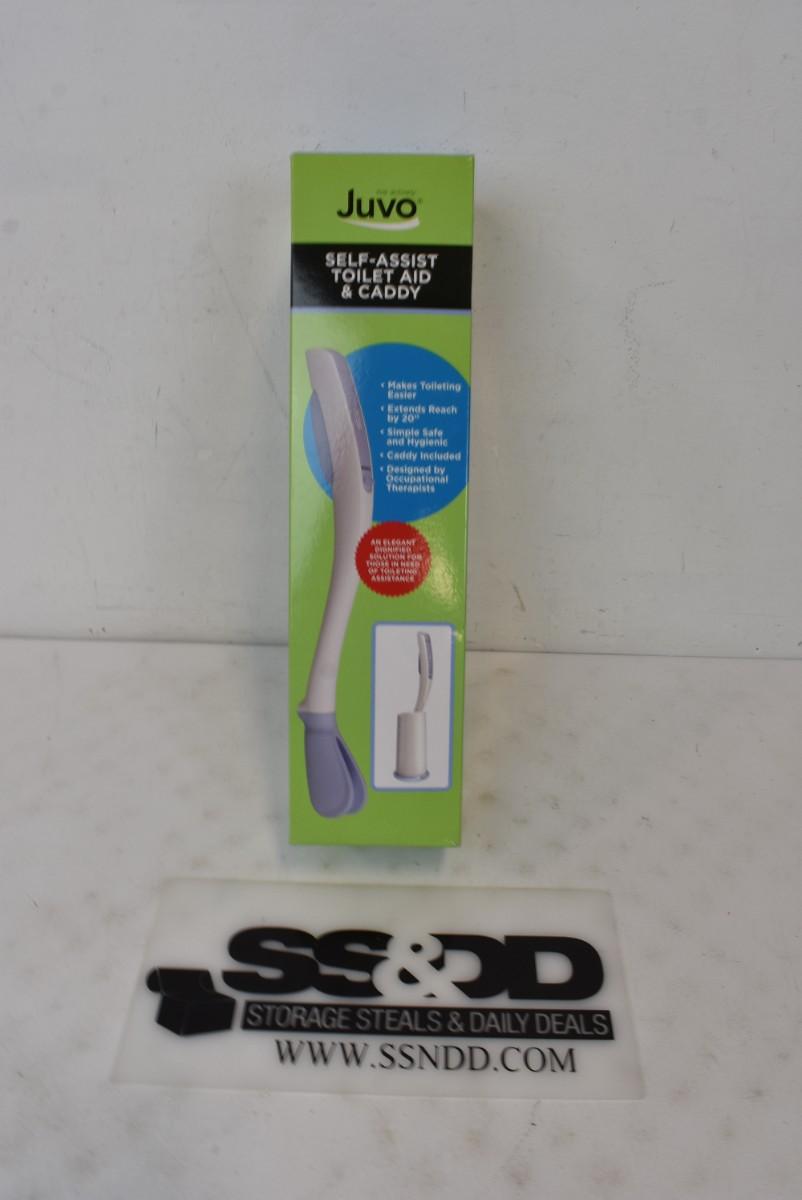 live actively
Juvo®
SELF-ASSIST
TOILET AID
& CADDY
‹ Makes Toileting
Easier
‹ Extends Reach
by 20"
‹ Simple Safe
and Hygienic
‹ Caddy Included
‹ Designed by
Occupational
Therapists
AN ELEGANT
DIGNIFIED
SOLUTION FOR
THOSE IN NEED
OF TOILETING
ASSISTANCE
SS&DD
STORAGE STEALS & DAILY DEALS
WWW.SSNDD.COM